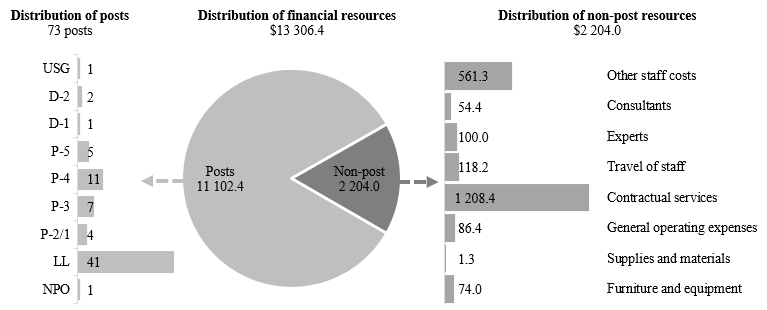 Distribution of posts
73 posts
USG 1
D-2 2
D-1 1
P-5 5
P-4 11
P-3 7
P-2/1 4
LL 41
NPO 1
Distribution of financial resources
$13 306.4
Posts
11 102.4
Non-post
2 204.0
Distribution of non-post resources
$2 204.0
561.3 Other staff costs
54.4 Consultants
100.0 Experts
118.2 Travel of staff
1 208.4 Contractual services
86.4 General operating expenses
1.3 Supplies and materials
74.0 Furniture and equipment